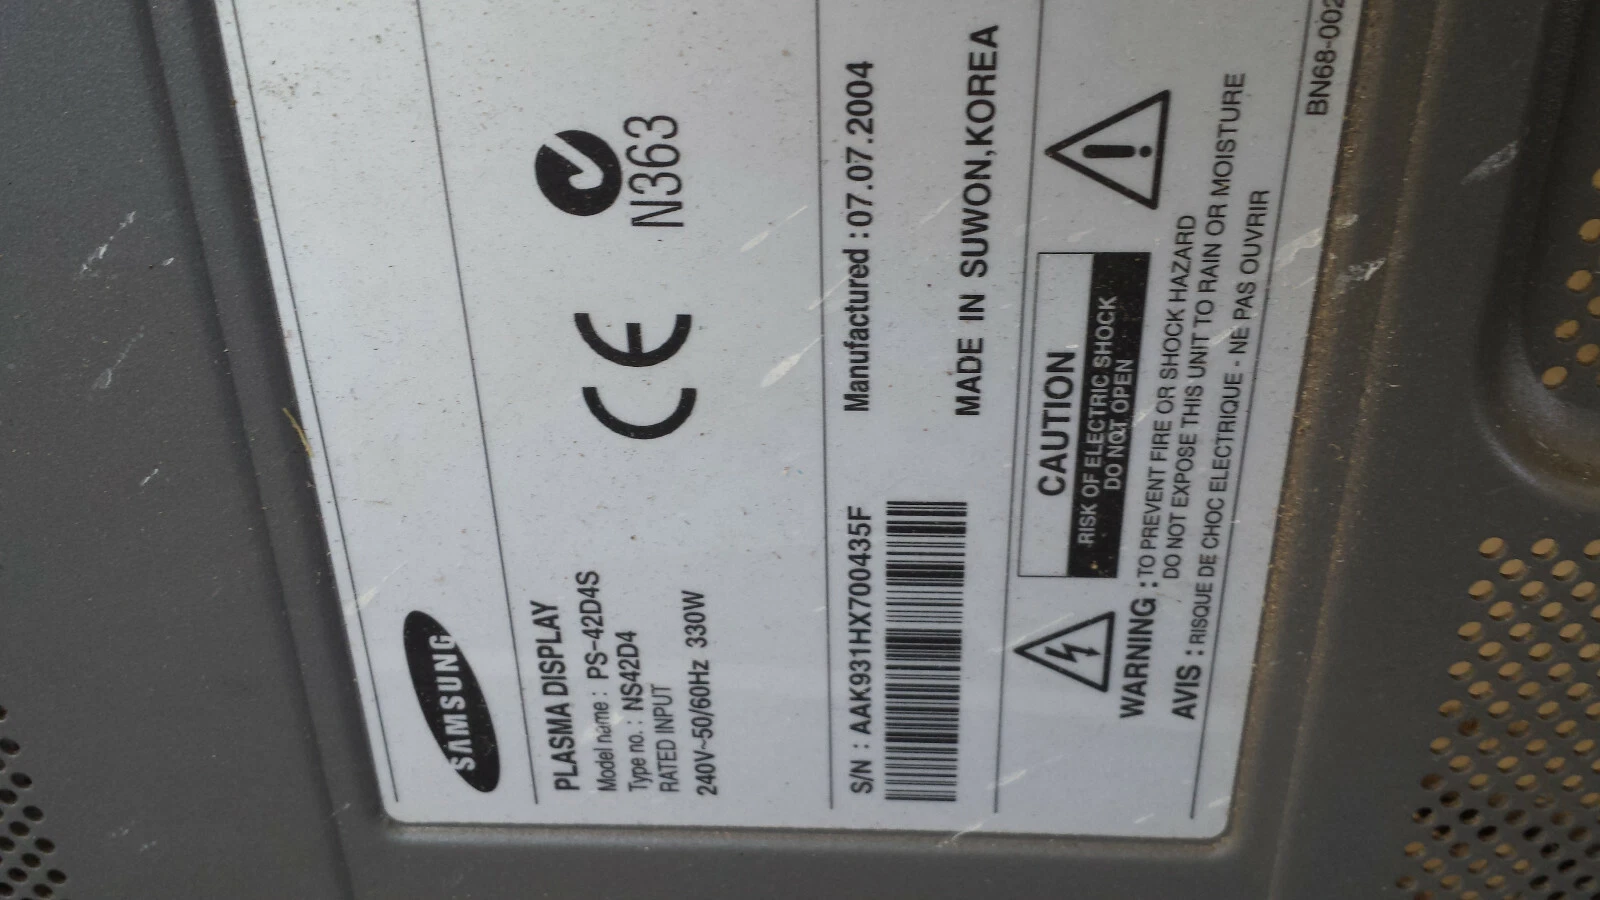 SAMSUNG
PLASMA DISPLAY
Model name : PS-42D4S
Type no. : NS42D4
RATED INPUT
240V~50/60Hz 330W
CE
N363
S/N : AAK931HX700435F
Manufactured : 07.07.2004
MADE IN SUWON,KOREA
CAUTION
RISK OF ELECTRIC SHOCK
DO NOT OPEN
WARNING : TO PREVENT FIRE OR SHOCK HAZARD
DO NOT EXPOSE THIS UNIT TO RAIN OR MOISTURE
AVIS : RISQUE DE CHOC ELECTRIQUE - NE PAS OUVRIR